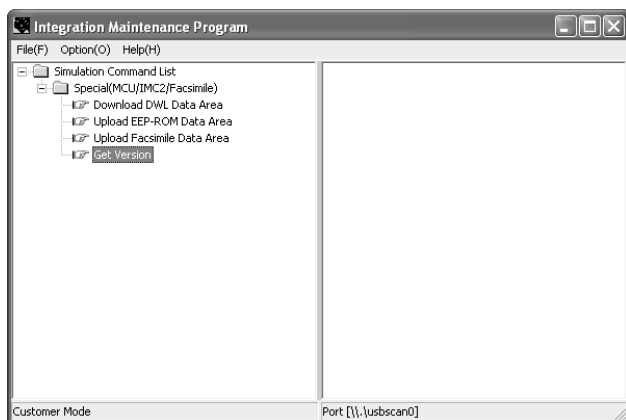 Integration Maintenance Program
File(F) Option(O) Help(H)
Simulation Command List
Special(MCU/IMC2/Facsimile)
Download DWL Data Area
Upload EEP-ROM Data Area
Upload Facsimile Data Area
Get Version
Customer Mode
Port [\\.\usbscan0]